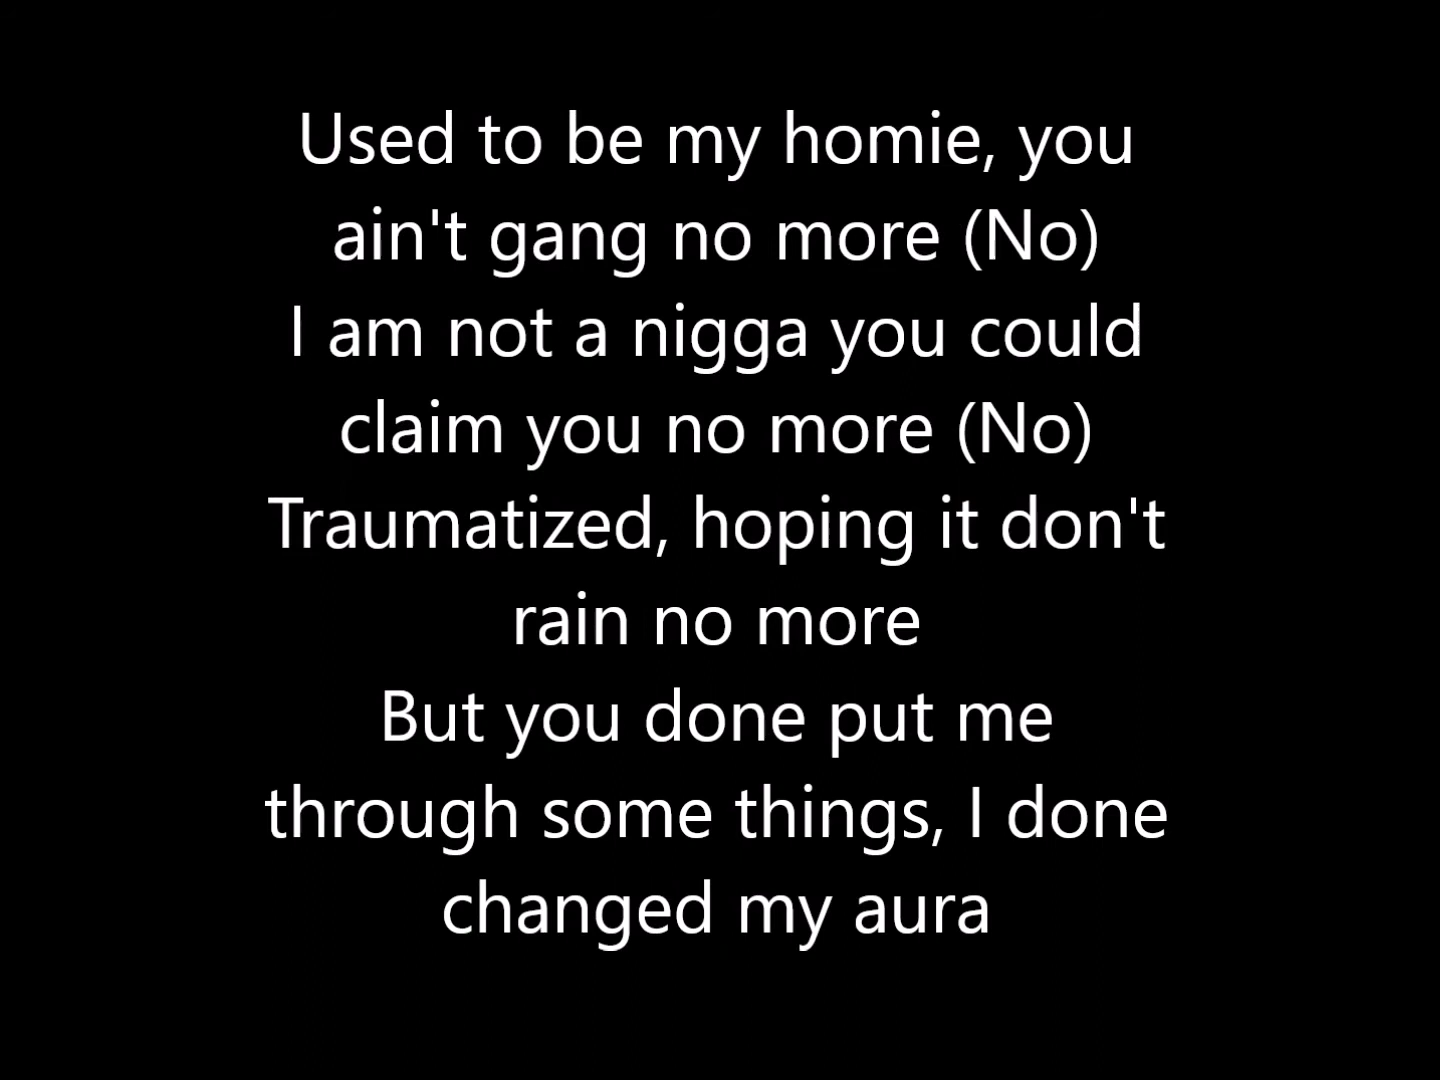 Used to be my homie, you
ain't gang no more (No)
I am not a nigga you could
claim you no more (No)
Traumatized, hoping it don't
rain no more
But you done put me
through some things, I done
changed my aura